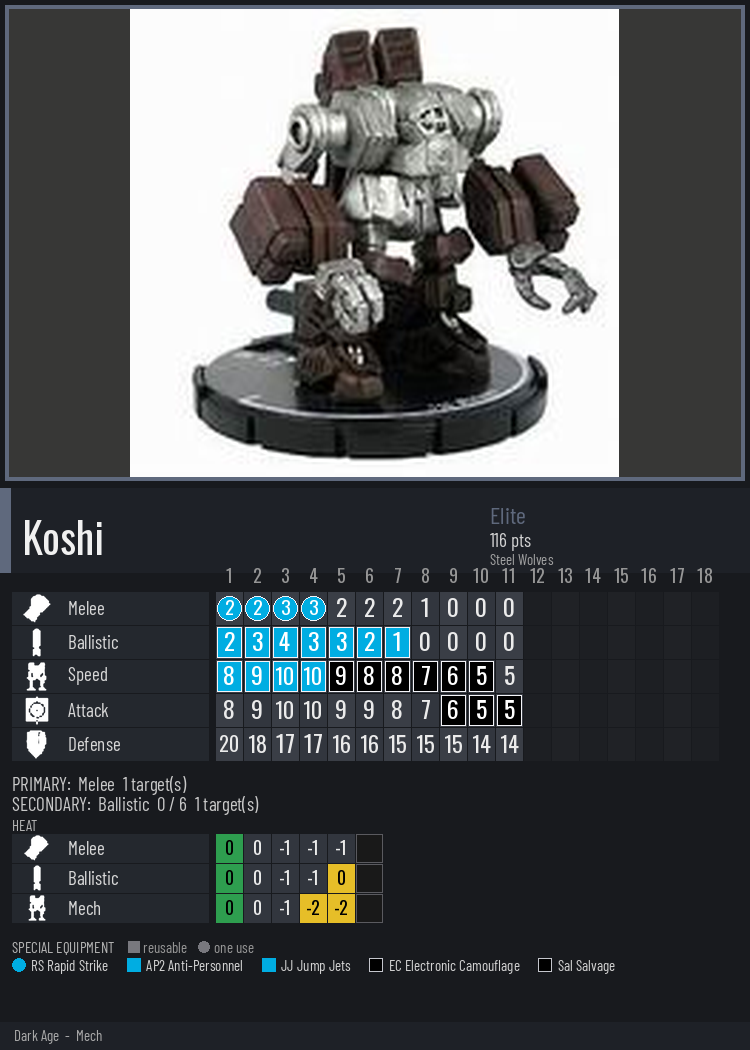 Koshi
Elite
116 pts
Steel Wolves
1 2 3 4 5 6 7 8 9 10 11 12 13 14 15 16 17 18
Melee 2 2 3 3 2 2 2 1 0 0 0
Ballistic 2 3 4 3 3 2 1 0 0 0 0
Speed 8 9 10 10 9 8 8 7 6 5 5
Attack 8 9 10 10 9 9 8 7 6 5 5
Defense 20 18 17 17 16 16 15 15 15 14 14
PRIMARY: Melee 1 target(s)
SECONDARY: Ballistic 0 / 6 1 target(s)
HEAT
Melee 0 0 -1 -1 -1
Ballistic 0 0 -1 -1 0
Mech 0 0 -1 -2 -2
SPECIAL EQUIPMENT reusable one use
RS Rapid Strike AP2 Anti-Personnel JJ Jump Jets EC Electronic Camouflage Sal Salvage
Dark Age - Mech